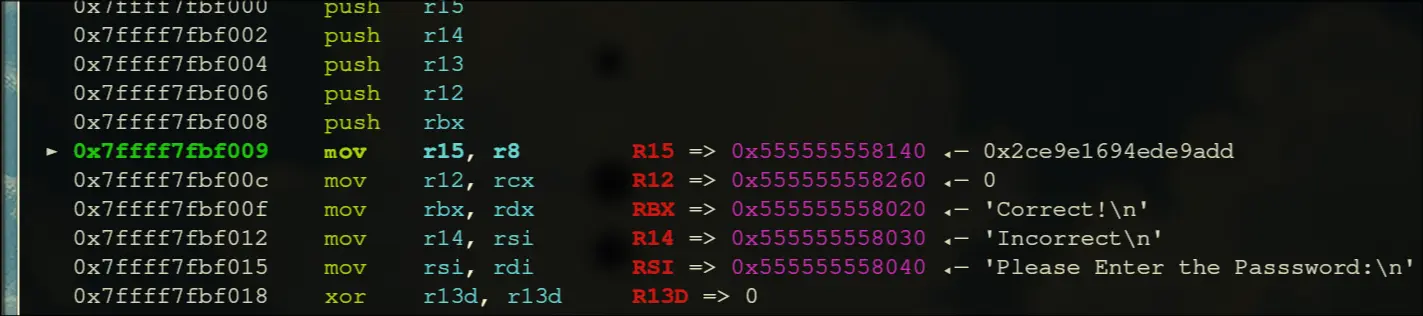 0x7ffff7fbf000 push r15
0x7ffff7fbf002 push r14
0x7ffff7fbf004 push r13
0x7ffff7fbf006 push r12
0x7ffff7fbf008 push rbx
► 0x7ffff7fbf009 mov r15, r8 R15 => 0x555555558140 ◂— 0x2ce9e1694ede9add
0x7ffff7fbf00c mov r12, rcx R12 => 0x555555558260 ◂— 0
0x7ffff7fbf00f mov rbx, rdx RBX => 0x555555558020 ◂— 'Correct!\n'
0x7ffff7fbf012 mov r14, rsi R14 => 0x555555558030 ◂— 'Incorrect\n'
0x7ffff7fbf015 mov rsi, rdi RSI => 0x555555558040 ◂— 'Please Enter the Passsword:\n'
0x7ffff7fbf018 xor r13d, r13d R13D => 0